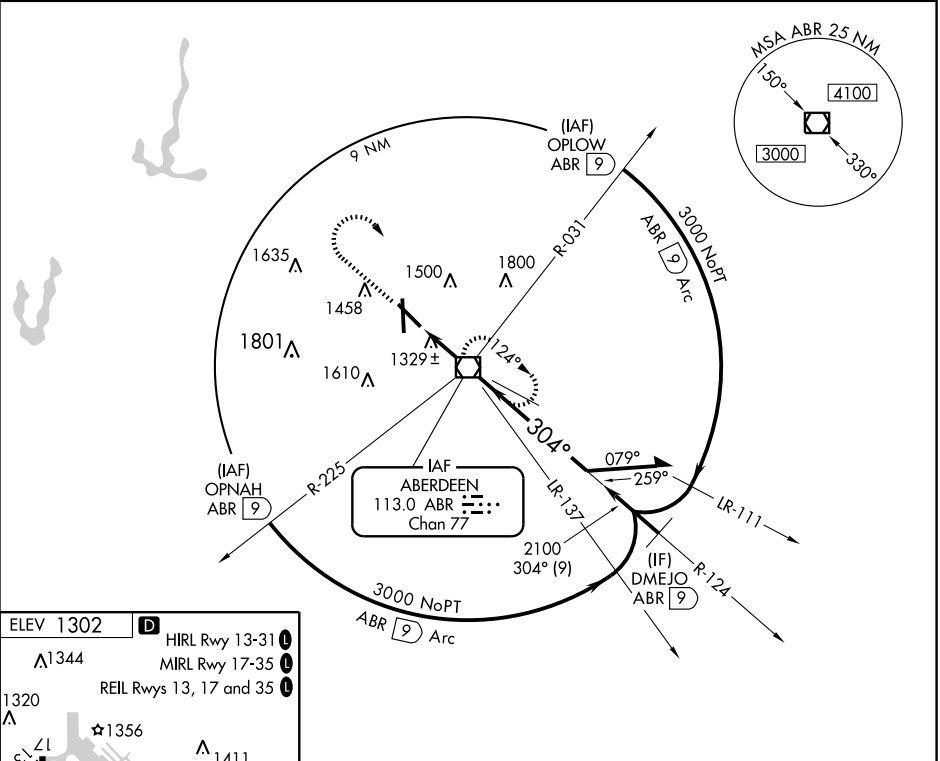 MSA ABR 25 NM
150°
4100
3000
330°
(IAF)
OPLOW
ABR 9
9 NM
R-031
3000 NoPT
ABR 9 Arc
1635
1500
1800
1458
1801
1329±
1610
124°
304°
079°
259°
(IAF)
OPNAH
ABR 9
R-225
IAF
ABERDEEN
113.0 ABR
Chan 77
LR-137
LR-111
2100
304° (9)
(IF)
DMEJO
ABR 9
R-124
3000 NoPT
ABR 9 Arc
ELEV 1302
D
HIRL Rwy 13-31 L
MIRL Rwy 17-35 L
REIL Rwys 13, 17 and 35 L
1344
1320
1356
17
13
1411